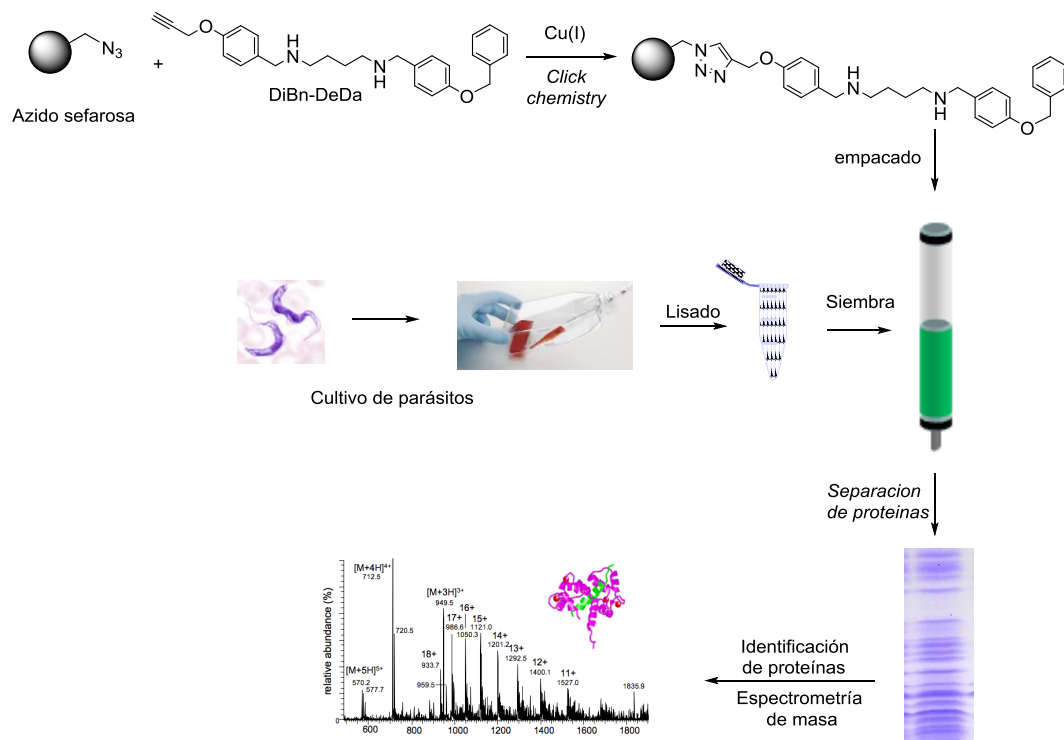 N3
Azido sefarosa
+
O
H
N
N
H
O
DiBn-DeDa
Cu(I)
Click
chemistry
N
N
N
O
H
N
N
H
O
empacado
Lisado
Siembra
Cultivo de parásitos
Separacion
de proteinas
relative abundance (%)
[M+4H]4+
712.5
720.5
[M+5H]5+
570.2
577.7
[M+3H]3+
949.5
18+
933.7
959.5
17+
986.6
16+
1050.3
15+
1121.0
14+
1201.2
13+
1292.5
12+
1400.1
11+
1527.0
1835.9
600
800
1000
1200
1400
1600
1800
Identificación
de proteínas
Espectrometría
de masa